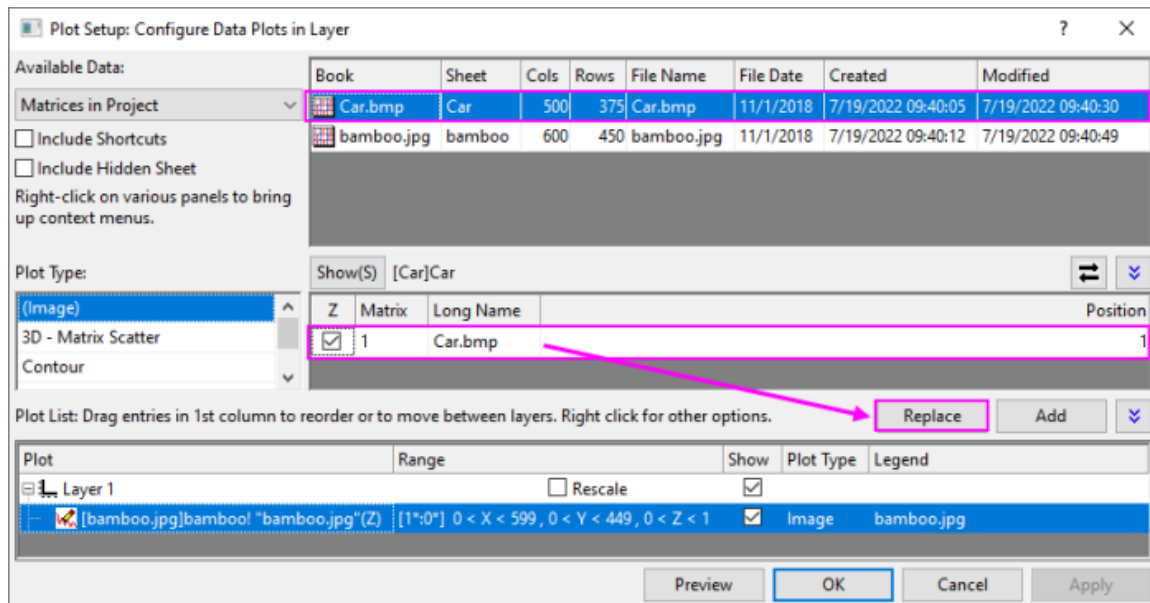 Plot Setup: Configure Data Plots in Layer ? ×
Available Data:
Matrices in Project
Include Shortcuts
Include Hidden Sheet
Right-click on various panels to bring
up context menus.
Book Sheet Cols Rows File Name File Date Created Modified
Car.bmp Car 500 375 Car.bmp 11/1/2018 7/19/2022 09:40:05 7/19/2022 09:40:30
bamboo.jpg bamboo 600 450 bamboo.jpg 11/1/2018 7/19/2022 09:40:12 7/19/2022 09:40:49
Plot Type:
(Image)
3D - Matrix Scatter
Contour
Show(S) [Car]Car
Z Matrix Long Name Position
1 Car.bmp 1
Plot List: Drag entries in 1st column to reorder or to move between layers. Right click for other options. Replace Add
Plot Range Show Plot Type Legend
Layer 1 Rescale
[bamboo.jpg]bamboo! "bamboo.jpg"(Z) [1*:0*] 0 < X < 599 , 0 < Y < 449 , 0 < Z < 1 Image bamboo.jpg
Preview OK Cancel Apply